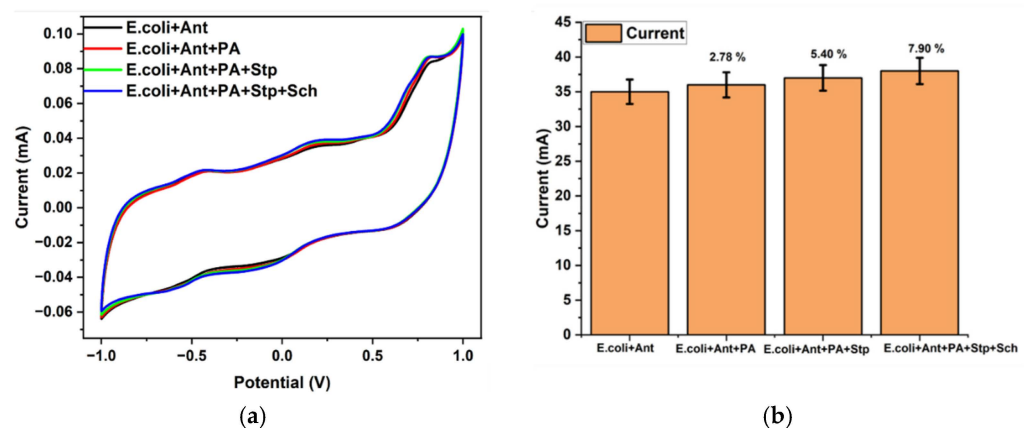 (a)
E.coli+Ant
E.coli+Ant+PA
E.coli+Ant+PA+Stp
E.coli+Ant+PA+Stp+Sch
Current (mA)
0.10
0.08
0.06
0.04
0.02
0.00
−0.02
−0.04
−0.06
−1.0 −0.5 0.0 0.5 1.0
Potential (V)
(a)
(b)
Current
2.78 %
5.40 %
7.90 %
Current (mA)
45
40
35
30
25
20
15
10
5
0
E.coli+Ant E.coli+Ant+PA E.coli+Ant+PA+Stp E.coli+Ant+PA+Stp+Sch
(b)